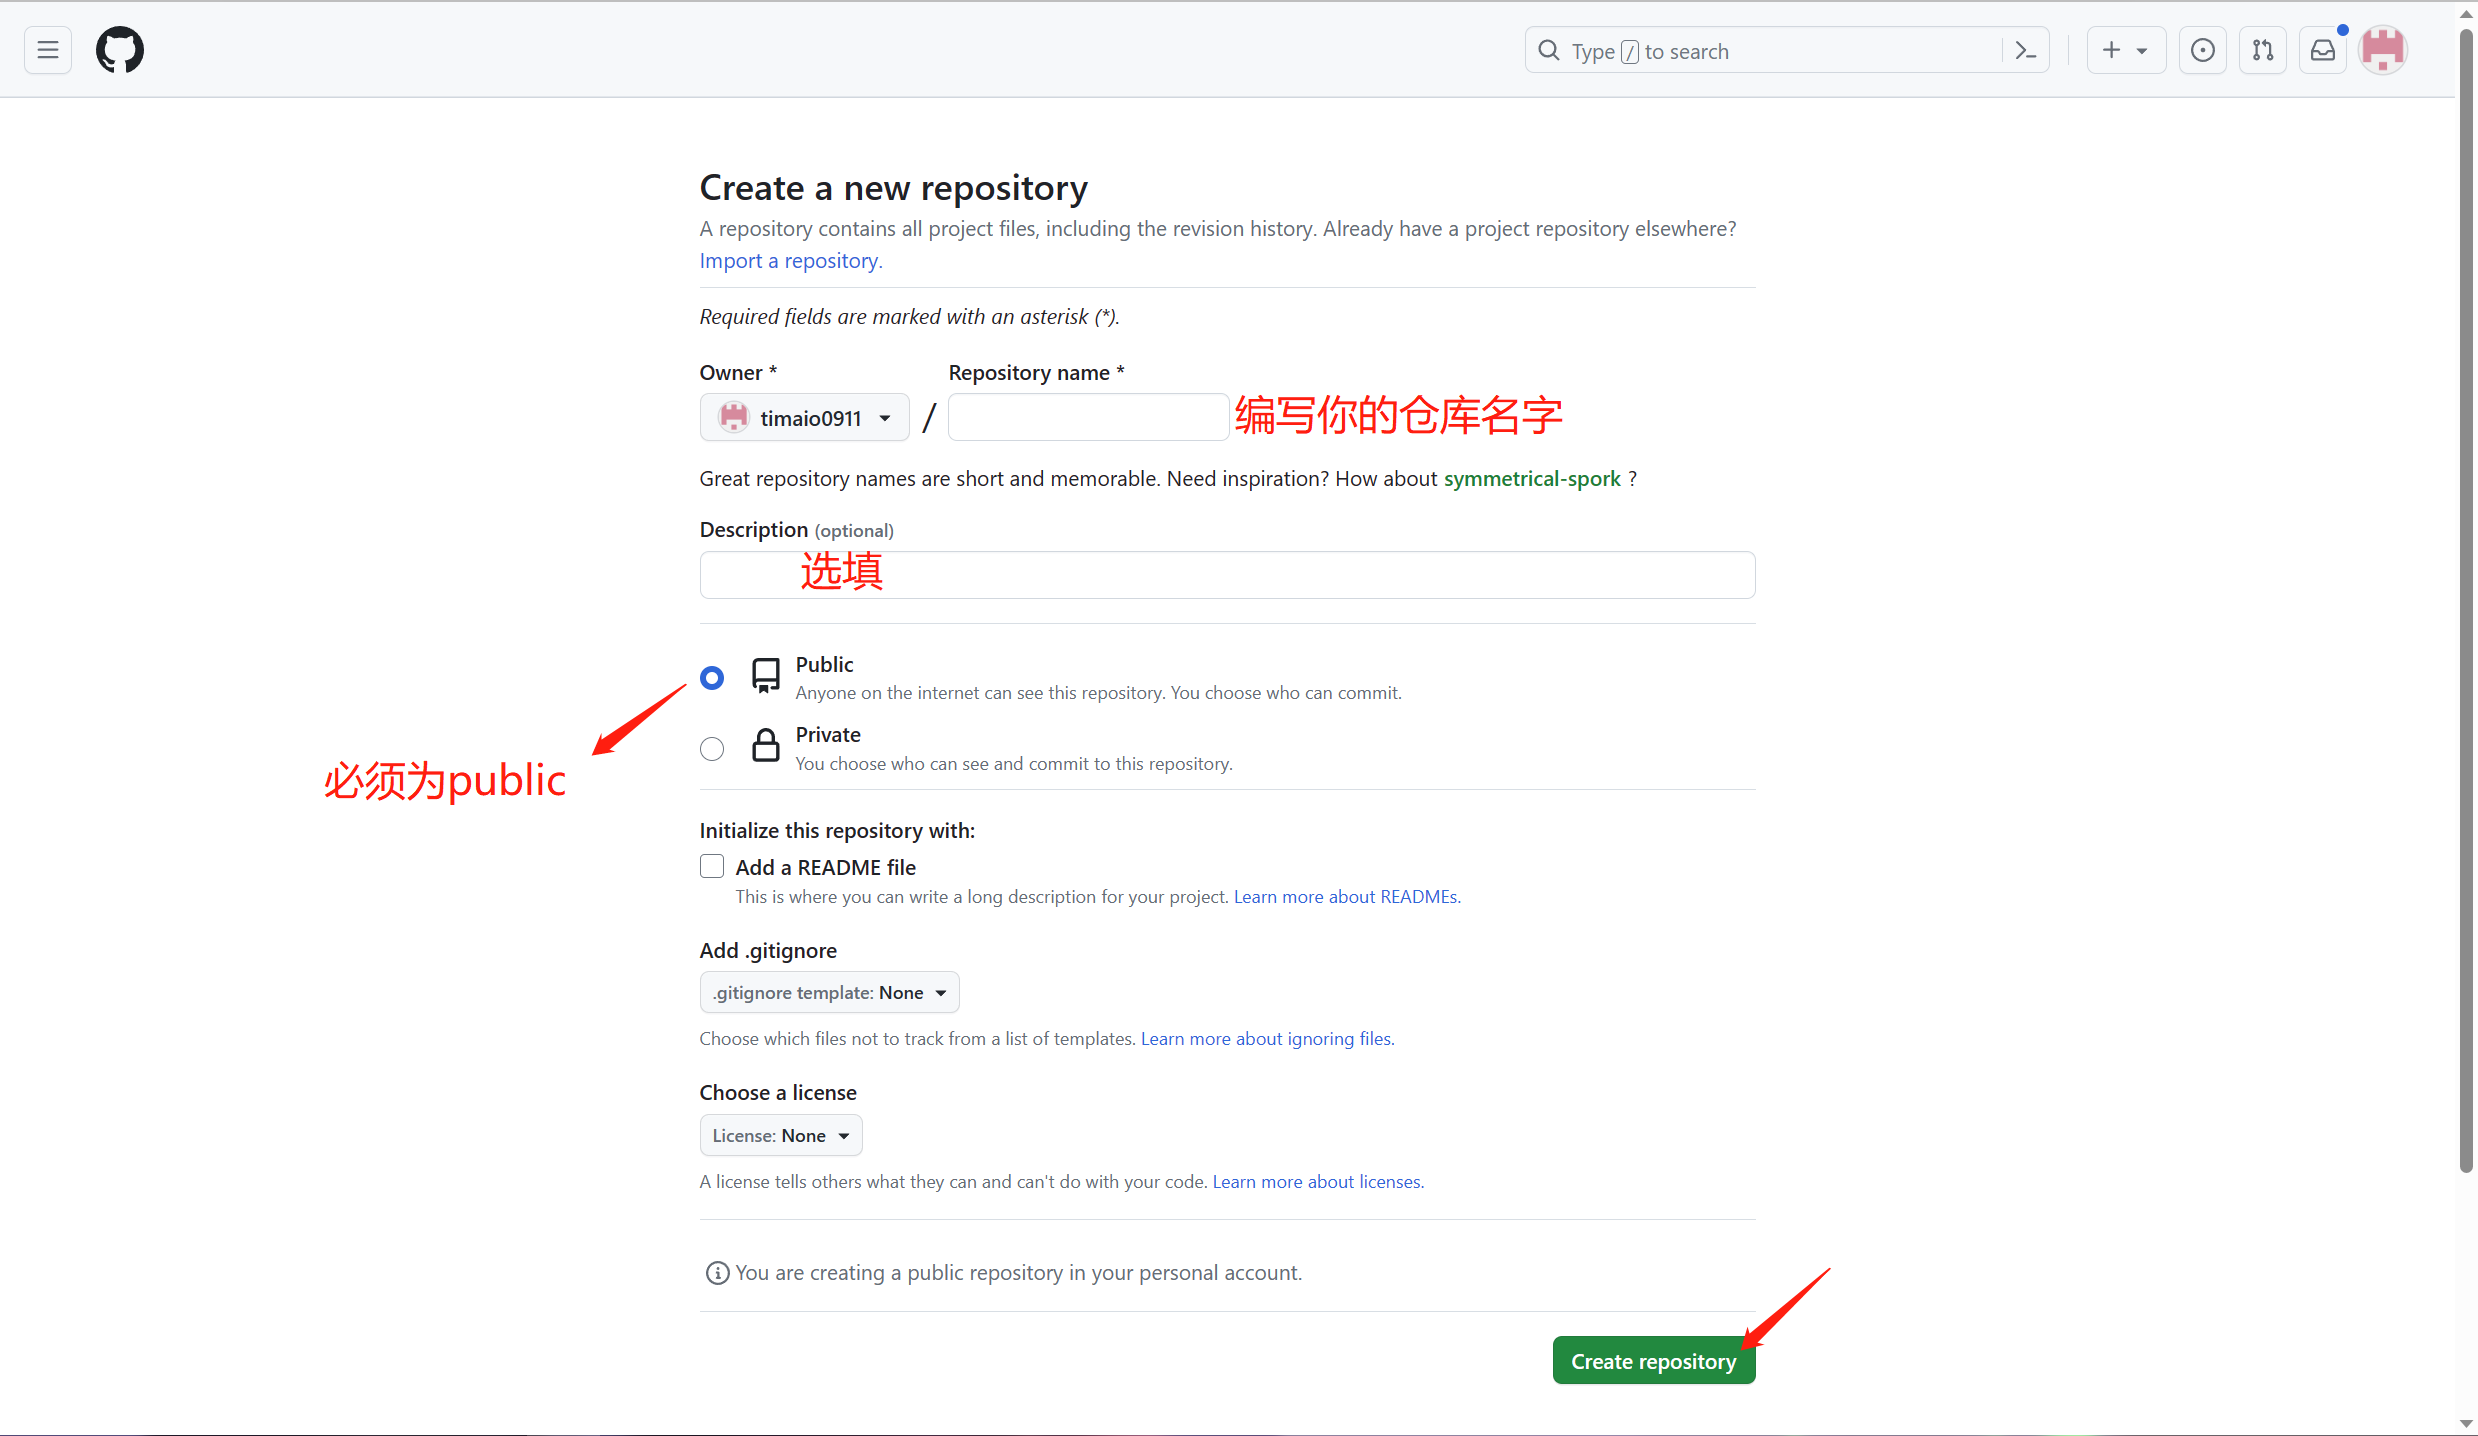 Type / to search
Create a new repository
A repository contains all project files, including the revision history. Already have a project repository elsewhere?
Import a repository.
Required fields are marked with an asterisk (*).
Owner * Repository name *
timaio0911 / 编写你的仓库名字
Great repository names are short and memorable. Need inspiration? How about symmetrical-spork ?
Description (optional)
选填
Public
Anyone on the internet can see this repository. You choose who can commit.
Private
You choose who can see and commit to this repository.
必须为public
Initialize this repository with:
Add a README file
This is where you can write a long description for your project. Learn more about READMEs.
Add .gitignore
.gitignore template: None
Choose which files not to track from a list of templates. Learn more about ignoring files.
Choose a license
License: None
A license tells others what they can and can't do with your code. Learn more about licenses.
You are creating a public repository in your personal account.
Create repository